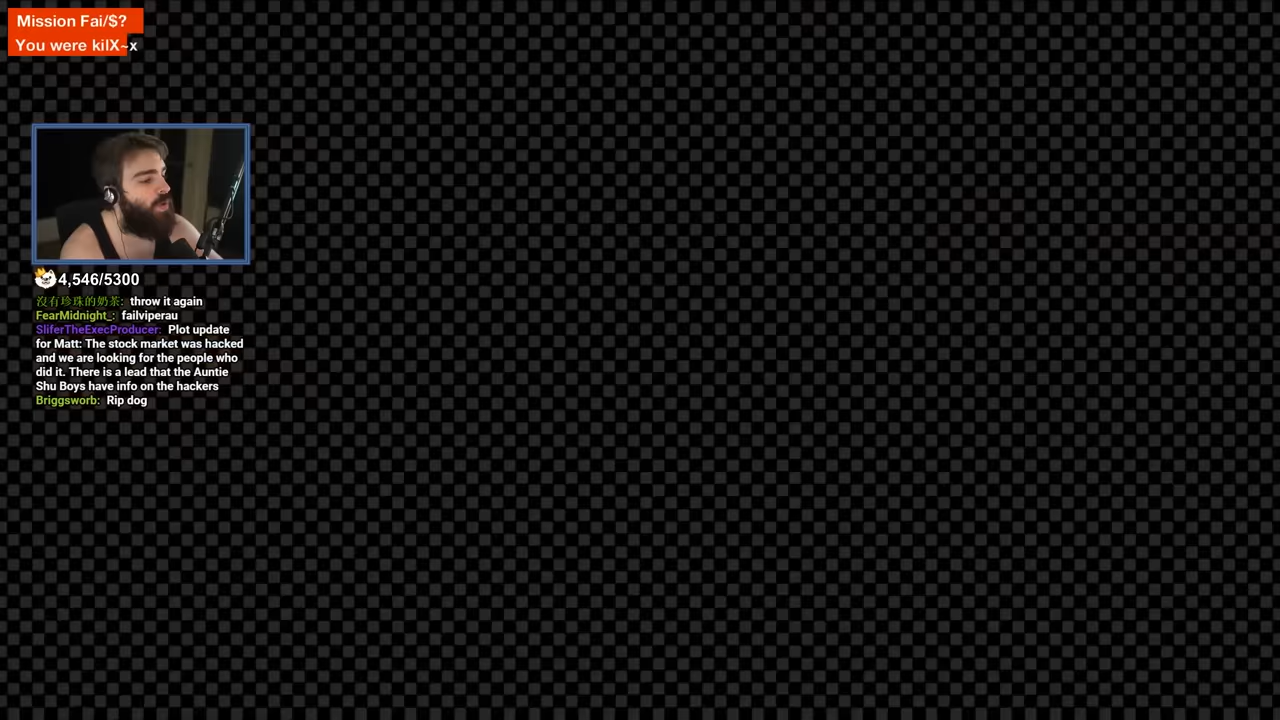 Mission Fai/$?
You were kilX~x
4,546/5300
沒有珍珠的奶茶: throw it again
FearMidnight_: failviperau
SliferTheExecProducer: Plot update
for Matt: The stock market was hacked
and we are looking for the people who
did it. There is a lead that the Auntie
Shu Boys have info on the hackers
Briggsworb: Rip dog